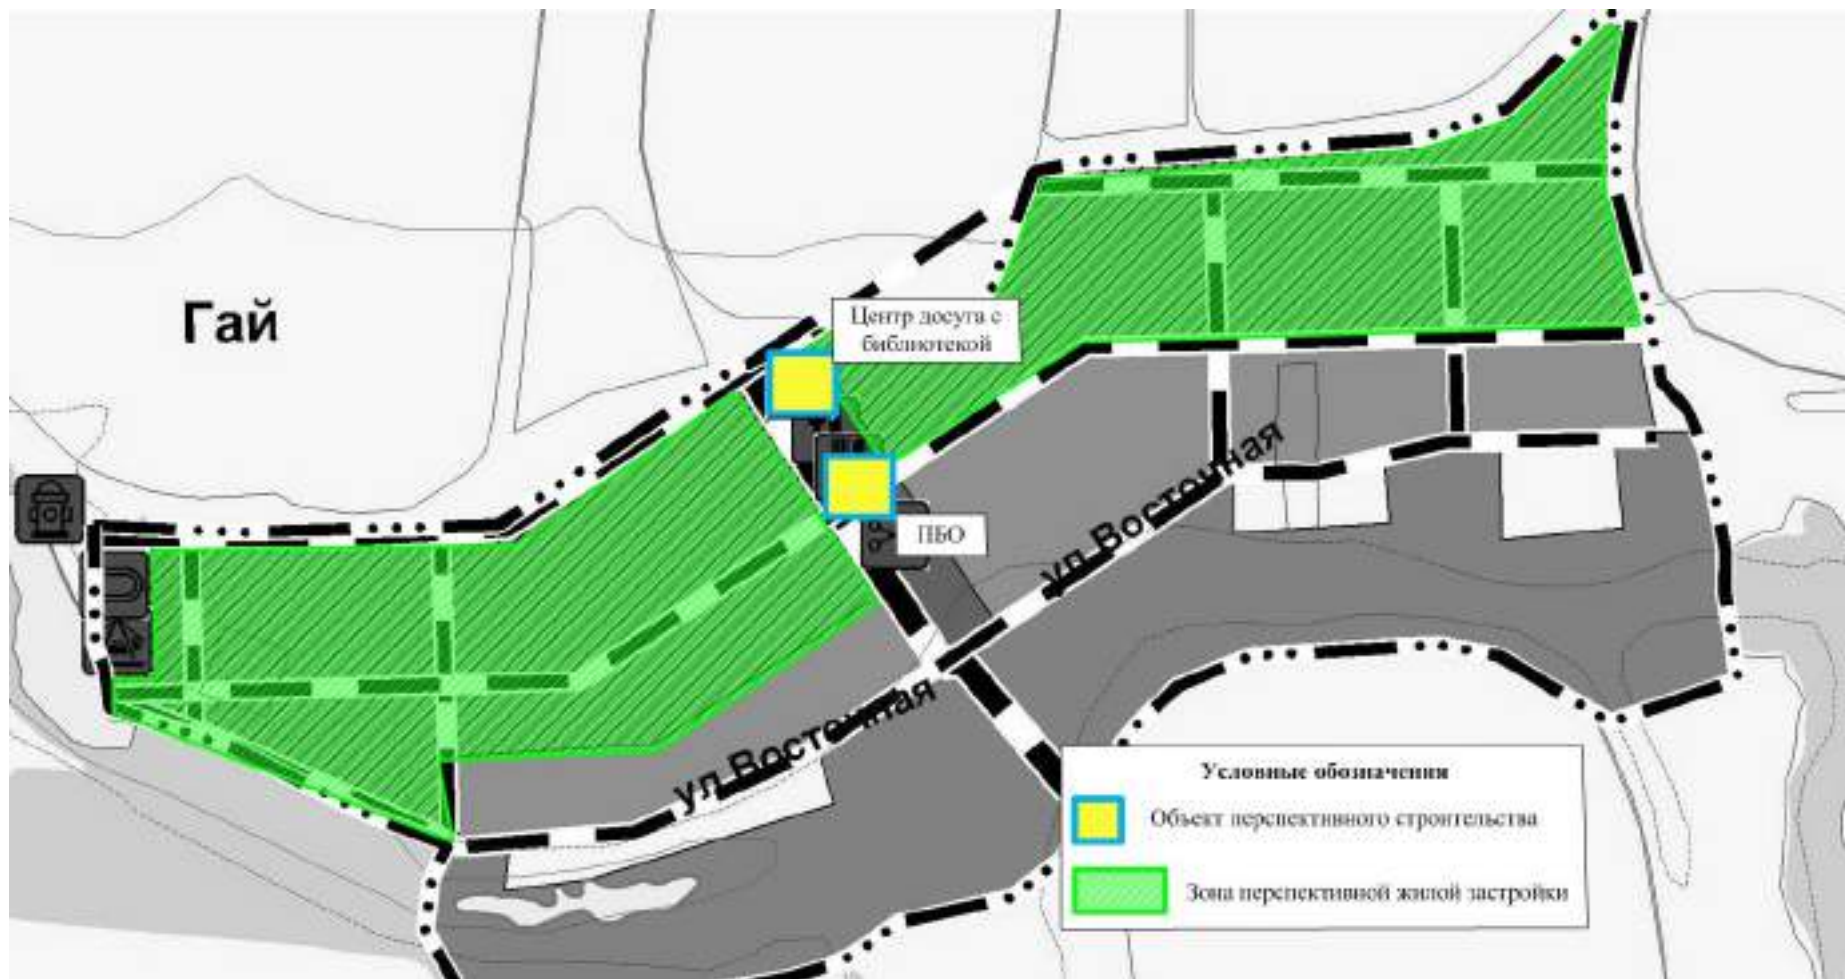 Гай
Центр досуга с
библиотекой
ПБО
ул Восточная
ул Восточная
Условные обозначения
Объект перспективного строительства
Зона перспективной жилой застройки